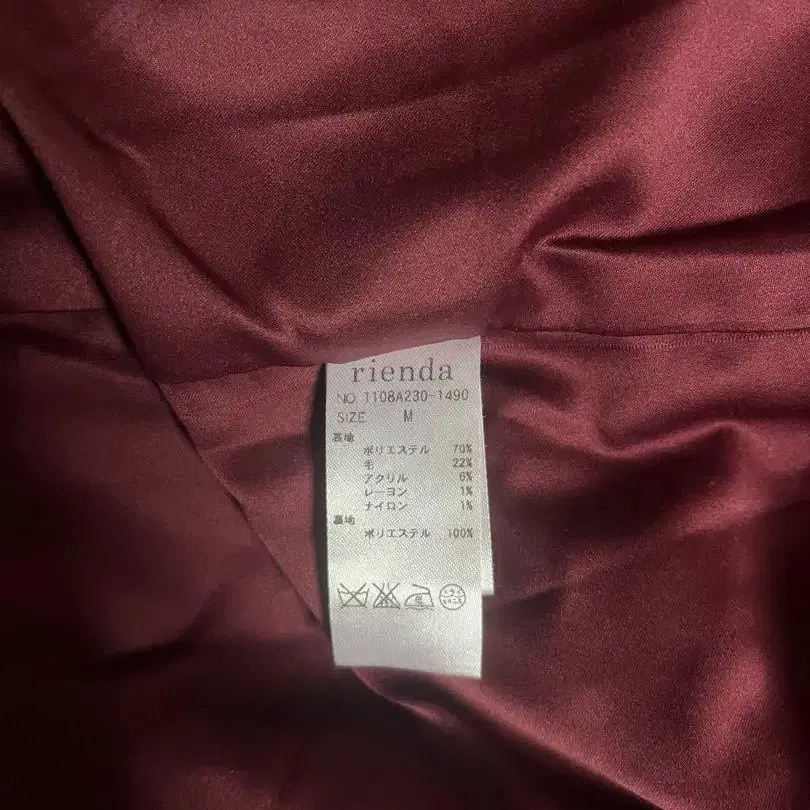 rienda
NO 1108A230-1490
SIZE M
表地
ポリエステル 70%
毛 22%
アクリル 6%
レーヨン 1%
ナイロン 1%
裏地
ポリエステル 100%